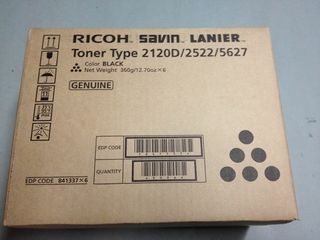 RICOH savin LANIER
Toner Type 2120D/2522/5627
Color BLACK
Net Weight 360g/12.70oz×6
GENUINE
EDP CODE
QUANTITY
EDP CODE 841337×6